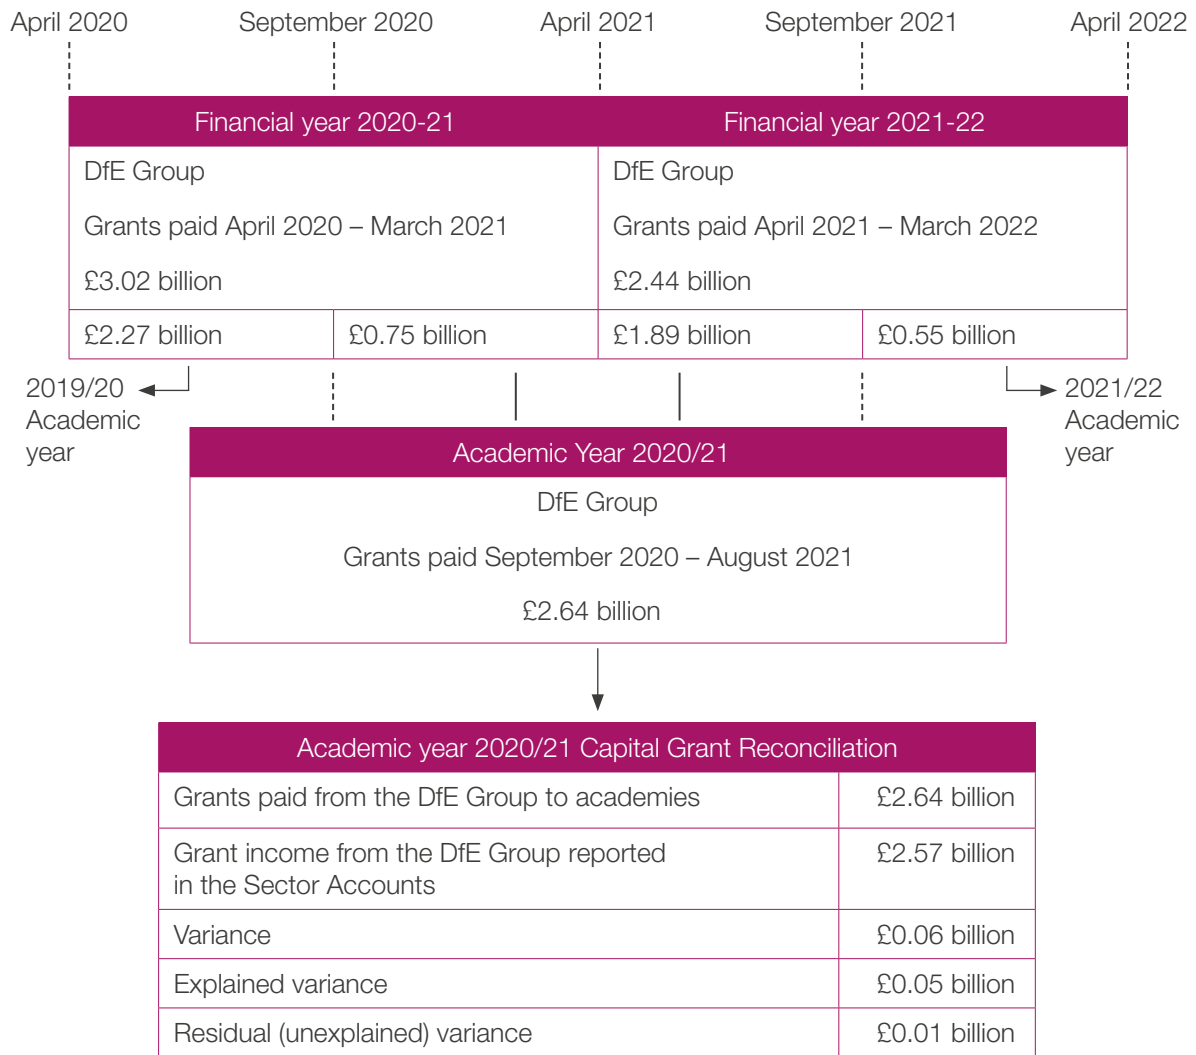 April 2020
September 2020
April 2021
September 2021
April 2022
Financial year 2020-21
Financial year 2021-22
DfE Group
Grants paid April 2020 – March 2021
£3.02 billion
DfE Group
Grants paid April 2021 – March 2022
£2.44 billion
£2.27 billion
£0.75 billion
£1.89 billion
£0.55 billion
2019/20
Academic
year
2021/22
Academic
year
Academic Year 2020/21
DfE Group
Grants paid September 2020 – August 2021
£2.64 billion
Academic year 2020/21 Capital Grant Reconciliation
Grants paid from the DfE Group to academies
£2.64 billion
Grant income from the DfE Group reported
in the Sector Accounts
£2.57 billion
Variance
£0.06 billion
Explained variance
£0.05 billion
Residual (unexplained) variance
£0.01 billion